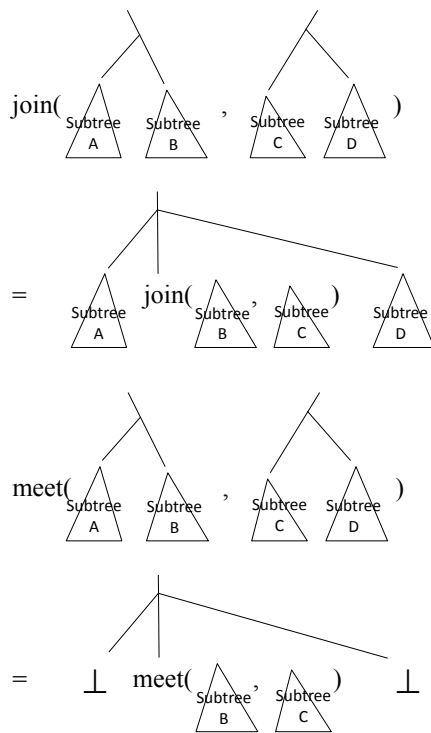 join( Subtree A Subtree B , Subtree C Subtree D )
= Subtree A join( Subtree B , Subtree C ) Subtree D
meet( Subtree A Subtree B , Subtree C Subtree D )
= ⊥ meet( Subtree B , Subtree C ) ⊥